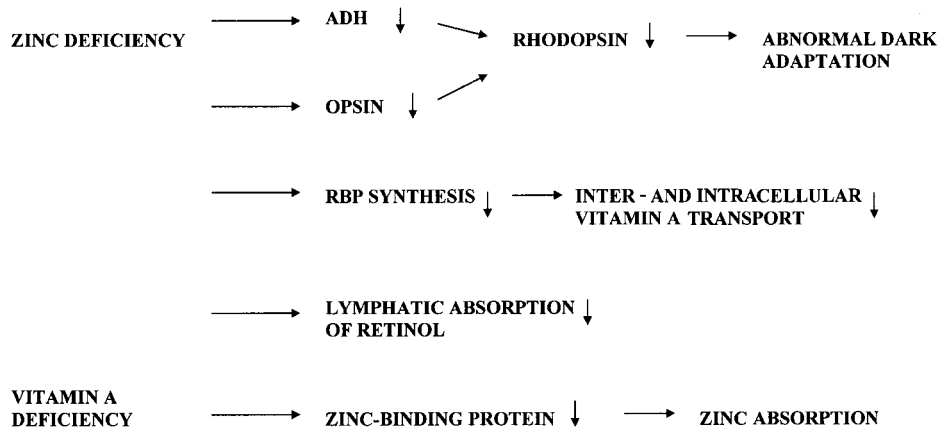 ZINC DEFICIENCY
ADH ↓
RHODOPSIN ↓
ABNORMAL DARK
ADAPTATION
OPSIN ↓
RBP SYNTHESIS ↓
INTER - AND INTRACELLULAR
VITAMIN A TRANSPORT ↓
LYMPHATIC ABSORPTION ↓
OF RETINOL
VITAMIN A
DEFICIENCY
ZINC-BINDING PROTEIN ↓
ZINC ABSORPTION